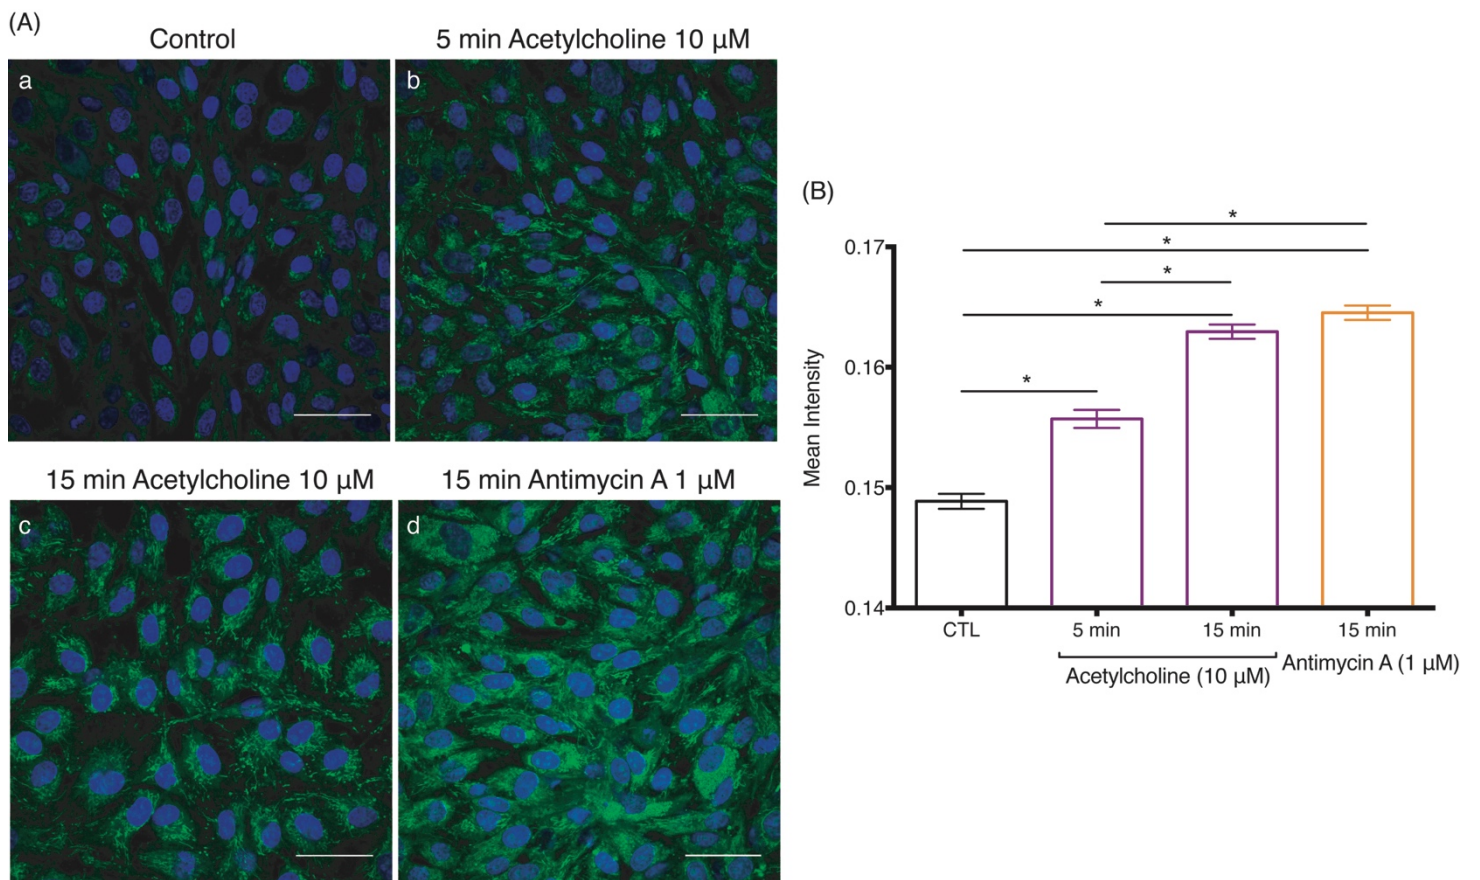 (A)
Control
5 min Acetylcholine 10 µM
a
b
15 min Acetylcholine 10 µM
15 min Antimycin A 1 µM
c
d
(B)
*
*
*
*
*
0.17
0.16
0.15
0.14
Mean Intensity
CTL
5 min
15 min
15 min
Acetylcholine (10 µM)
Antimycin A (1 µM)